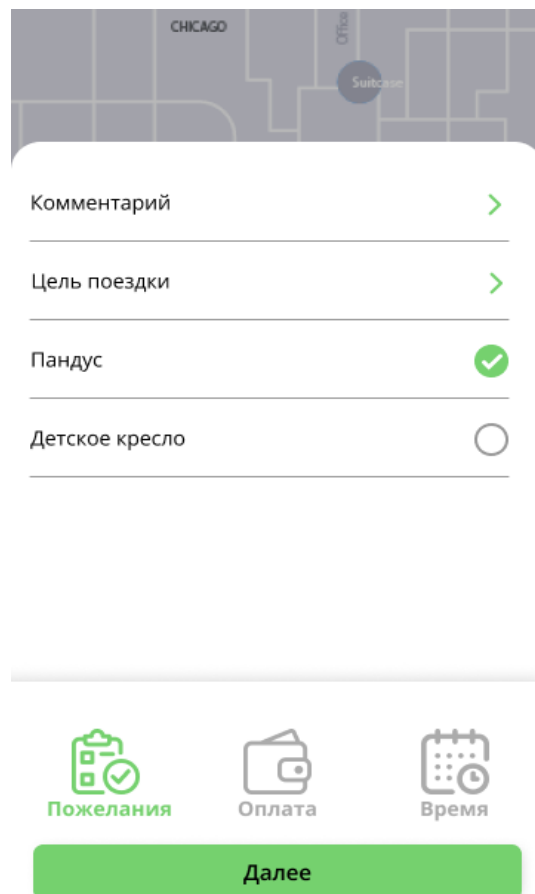 CHICAGO
Office
Suitcase
Комментарий
Цель поездки
Пандус
Детское кресло
Пожелания
Оплата
Время
Далее